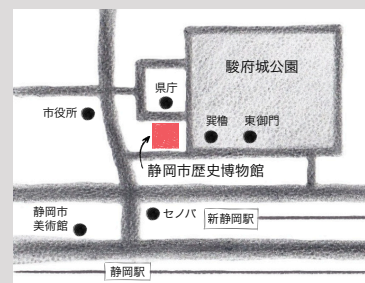 駿府城公園
県庁
市役所
巽櫓
東御門
静岡市歴史博物館
静岡市
美術館
セノバ
新静岡駅
静岡駅